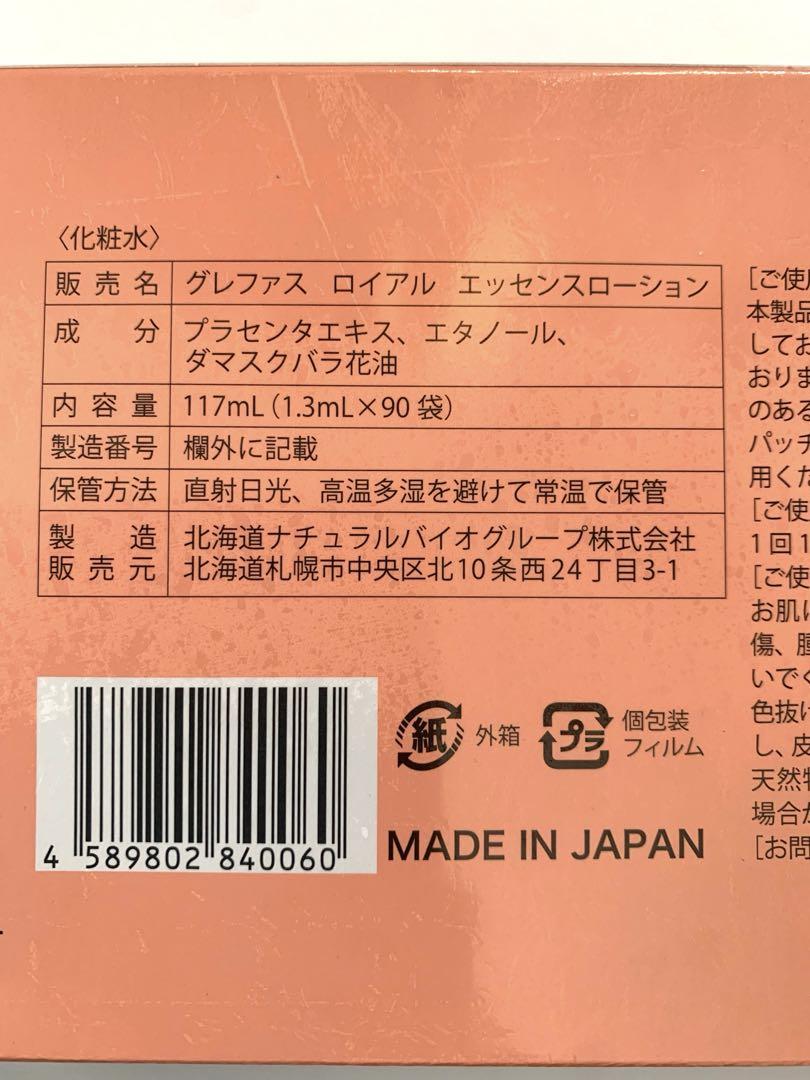 〈化粧水〉
販売名 グレファス ロイアル エッセンスローション
成分 プラセンタエキス、エタノール、
ダマスクバラ花油
内容量 117mL(1.3mL×90袋)
製造番号 欄外に記載
保管方法 直射日光、高温多湿を避けて常温で保管
製造 北海道ナチュラルバイオグループ株式会社
販売元 北海道札幌市中央区北10条西24丁目3-1
紙 外箱
プラ 個包装
フィルム
4 589802 840060
MADE IN JAPAN
[ご使
本製品
してお
おりま
のある
パッチ
用くだ
[ご使
1回1
[ご使
お肌に
傷、腫
いでく
色抜け
し、皮
天然物
場合が
[お問